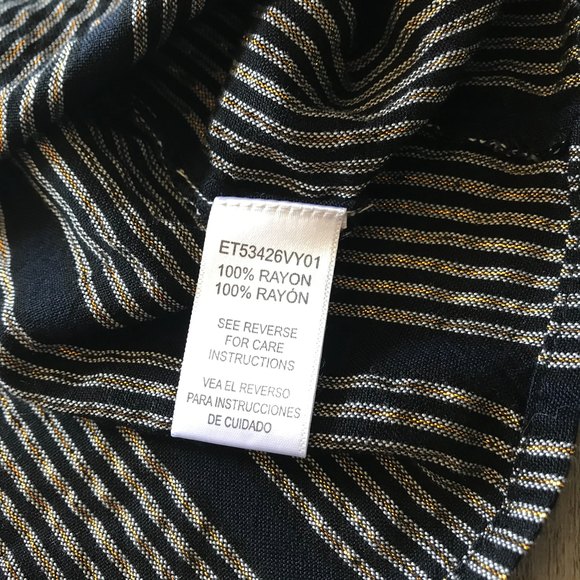 ET53426VY01
100% RAYON
100% RAYÓN
SEE REVERSE
FOR CARE
INSTRUCTIONS
VEA EL REVERSO
PARA INSTRUCCIONES
DE CUIDADO